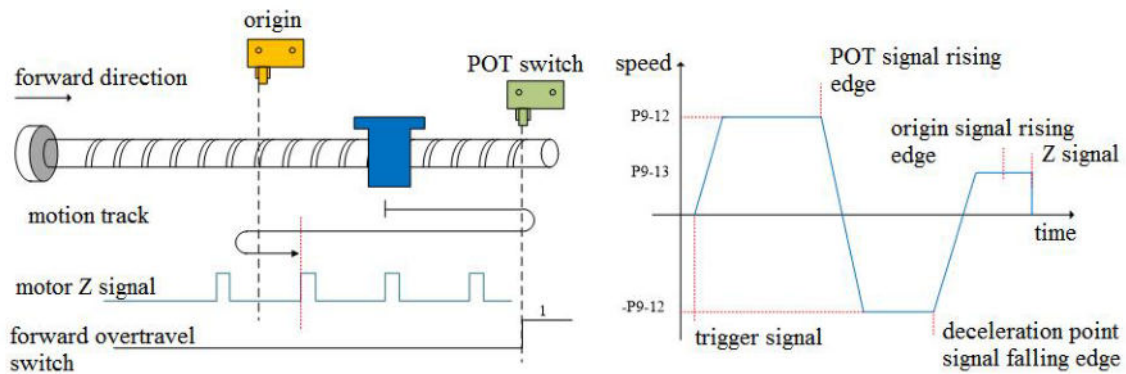 origin
forward direction
POT switch
motion track
motor Z signal
forward overtravel
switch
1
speed
POT signal rising
edge
P9-12
origin signal rising
edge
Z signal
P9-13
time
-P9-12
trigger signal
deceleration point
signal falling edge